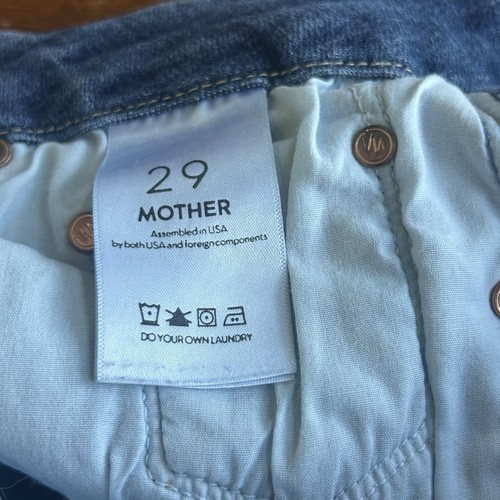 29
MOTHER
Assembled in USA
by both USA and foreign components
DO YOUR OWN LAUNDRY
M